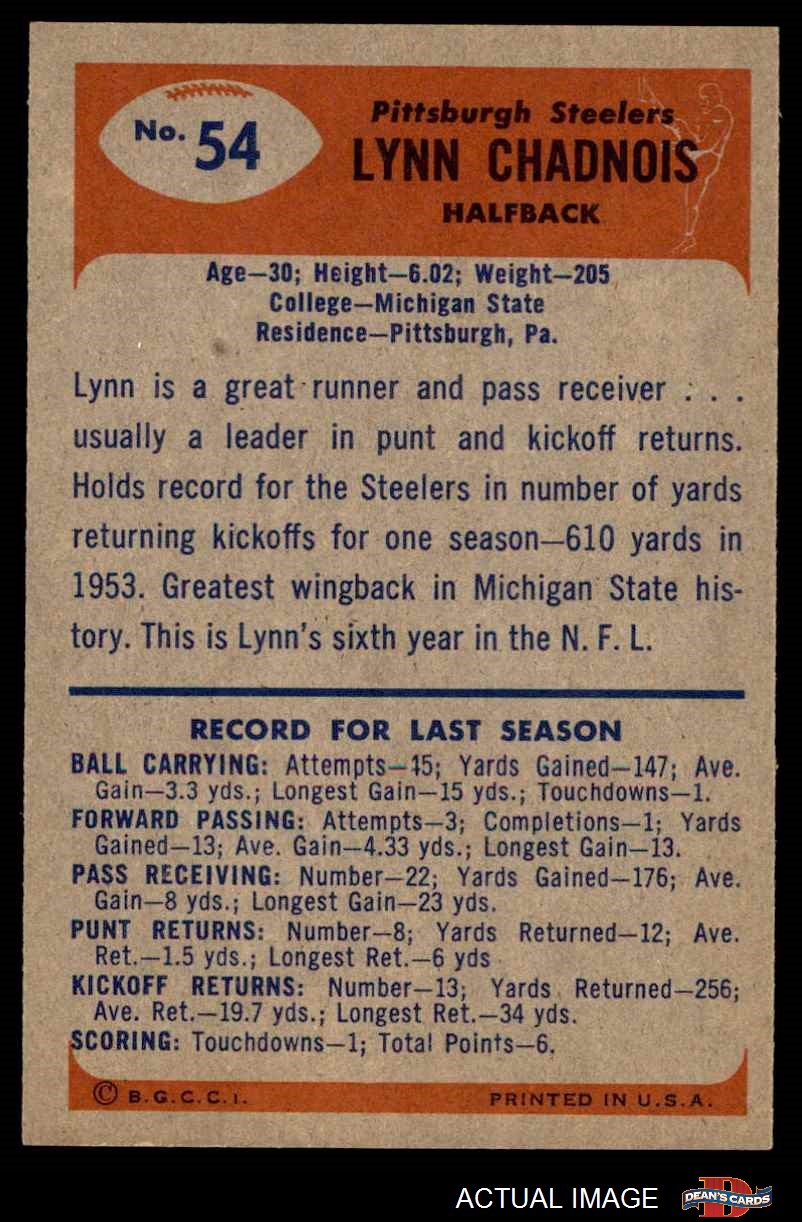 No. 54
Pittsburgh Steelers
LYNN CHADNOIS
HALFBACK
Age—30; Height—6.02; Weight—205
College—Michigan State
Residence—Pittsburgh, Pa.
Lynn is a great runner and pass receiver . . .
usually a leader in punt and kickoff returns.
Holds record for the Steelers in number of yards
returning kickoffs for one season—610 yards in
1953. Greatest wingback in Michigan State his-
tory. This is Lynn's sixth year in the N. F. L.
RECORD FOR LAST SEASON
BALL CARRYING: Attempts—45; Yards Gained—147; Ave.
Gain—3.3 yds.; Longest Gain—15 yds.; Touchdowns—1.
FORWARD PASSING: Attempts—3; Completions—1; Yards
Gained—13; Ave. Gain—4.33 yds.; Longest Gain—13.
PASS RECEIVING: Number—22; Yards Gained—176; Ave.
Gain—8 yds.; Longest Gain—23 yds.
PUNT RETURNS: Number—8; Yards Returned—12; Ave.
Ret.—1.5 yds.; Longest Ret.—6 yds
KICKOFF RETURNS: Number—13; Yards Returned—256;
Ave. Ret.—19.7 yds.; Longest Ret.—34 yds.
SCORING: Touchdowns—1; Total Points—6.
© B.G.C.C.I. PRINTED IN U.S.A.
ACTUAL IMAGE
D
DEAN'S CARDS